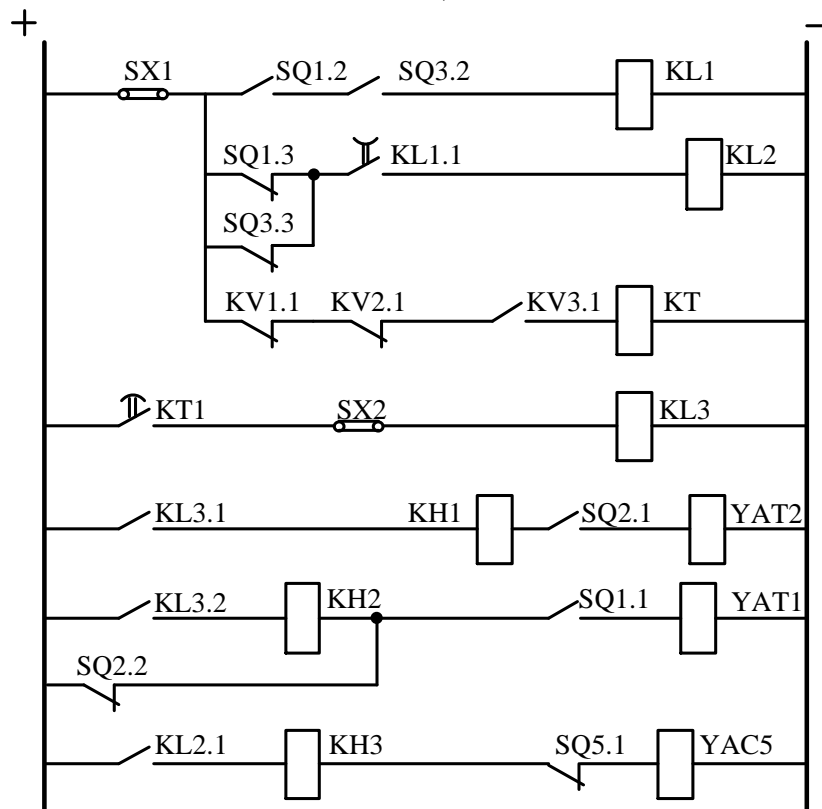 + −
SX1 SQ1.2 SQ3.2 KL1
SQ1.3 KL1.1 KL2
SQ3.3
KV1.1 KV2.1 KV3.1 KT
KT1 SX2 KL3
KL3.1 KH1 SQ2.1 YAT2
KL3.2 KH2 SQ1.1 YAT1
SQ2.2
KL2.1 KH3 SQ5.1 YAC5